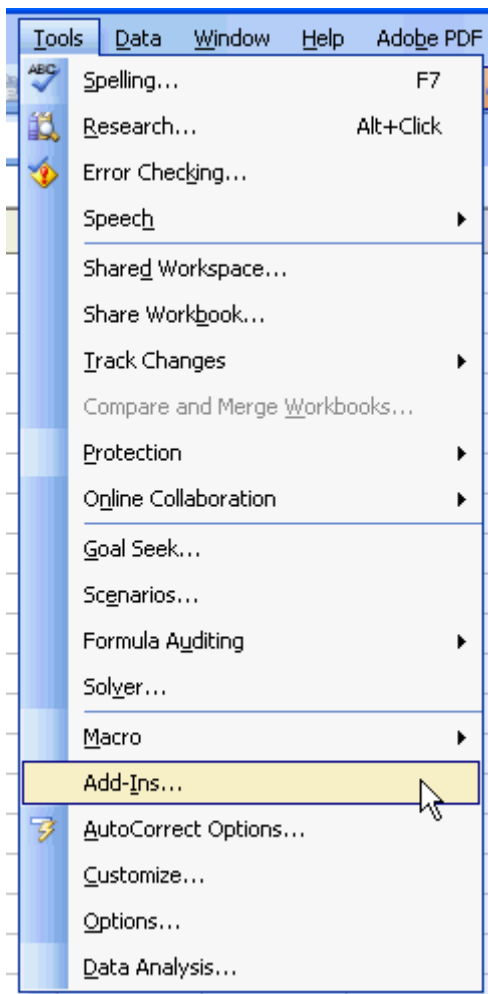 Tools Data Window Help Adobe PDF
ABC Spelling... F7
Research... Alt+Click
Error Checking...
Speech
Shared Workspace...
Share Workbook...
Track Changes
Compare and Merge Workbooks...
Protection
Online Collaboration
Goal Seek...
Scenarios...
Formula Auditing
Solver...
Macro
Add-Ins...
AutoCorrect Options...
Customize...
Options...
Data Analysis...